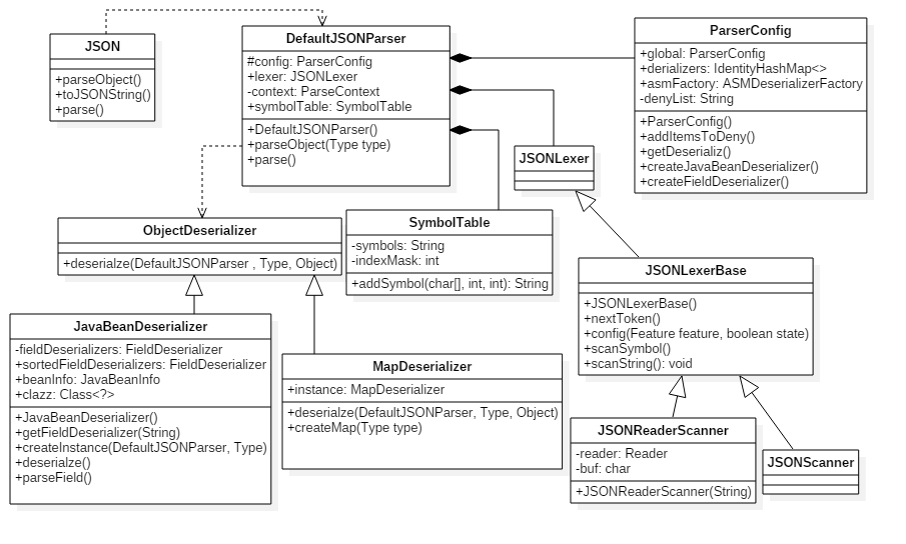 JSON
+parseObject()
+toJSONString()
+parse()
DefaultJSONParser
#config: ParserConfig
+lexer: JSONLexer
-context: ParseContext
+symbolTable: SymbolTable
+DefaultJSONParser()
+parseObject(Type type)
+parse()
ParserConfig
+global: ParserConfig
+derializers: IdentityHashMap<>
+asmFactory: ASMDeserializerFactory
-denyList: String
+ParserConfig()
+addItemsToDeny()
+getDeserializ()
+createJavaBeanDeserializer()
+createFieldDeserializer()
JSONLexer
ObjectDeserializer
+deserialze(DefaultJSONParser , Type, Object)
SymbolTable
-symbols: String
-indexMask: int
+addSymbol(char[], int, int): String
JSONLexerBase
+JSONLexerBase()
+nextToken()
+config(Feature feature, boolean state)
+scanSymbol()
+scanString(): void
JavaBeanDeserializer
-fieldDeserializers: FieldDeserializer
+sortedFieldDeserializers: FieldDeserializer
+beanInfo: JavaBeanInfo
+clazz: Class<?>
+JavaBeanDeserializer()
+getFieldDeserializer(String)
+createInstance(DefaultJSONParser, Type)
+deserialze()
+parseField()
MapDeserializer
+instance: MapDeserializer
+deserialze(DefaultJSONParser, Type, Object)
+createMap(Type type)
JSONReaderScanner
-reader: Reader
-buf: char
+JSONReaderScanner(String)
JSONScanner